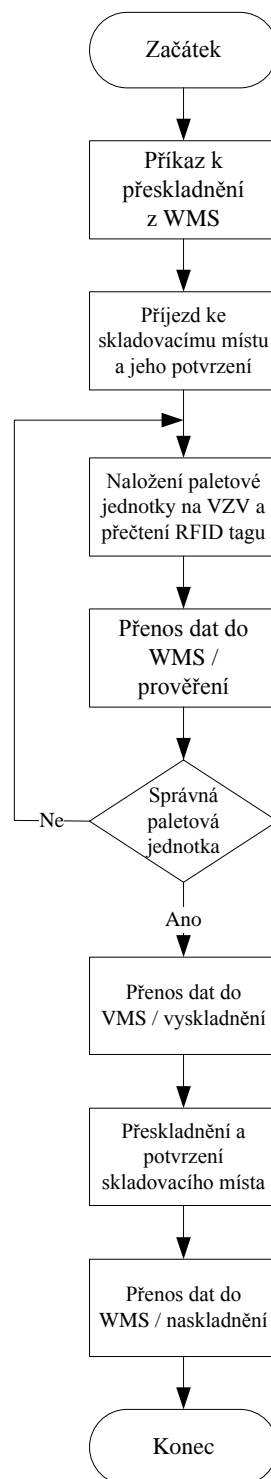 Začátek
Příkaz k
přeskladnění
z WMS
Příjezd ke
skladovacímu místu
a jeho potvrzení
Naložení paletové
jednotky na VZV a
přečtení RFID tagu
Přenos dat do
WMS /
prověření
Správná
paletová
jednotka
Ne
Ano
Přenos dat do
VMS / vyskladnění
Přeskladnění a
potvrzení
skladovacího místa
Přenos dat do
WMS / naskladnění
Konec